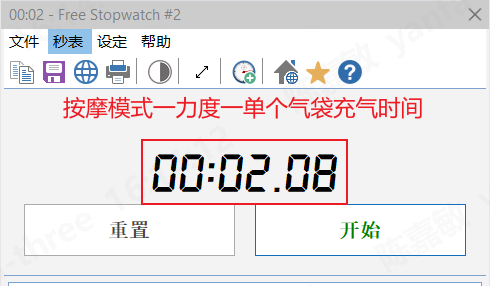 00:02 - Free Stopwatch #2
文件 秒表 设定 帮助
按摩模式一力度一单个气袋充气时间
00:02.08
重置 开始